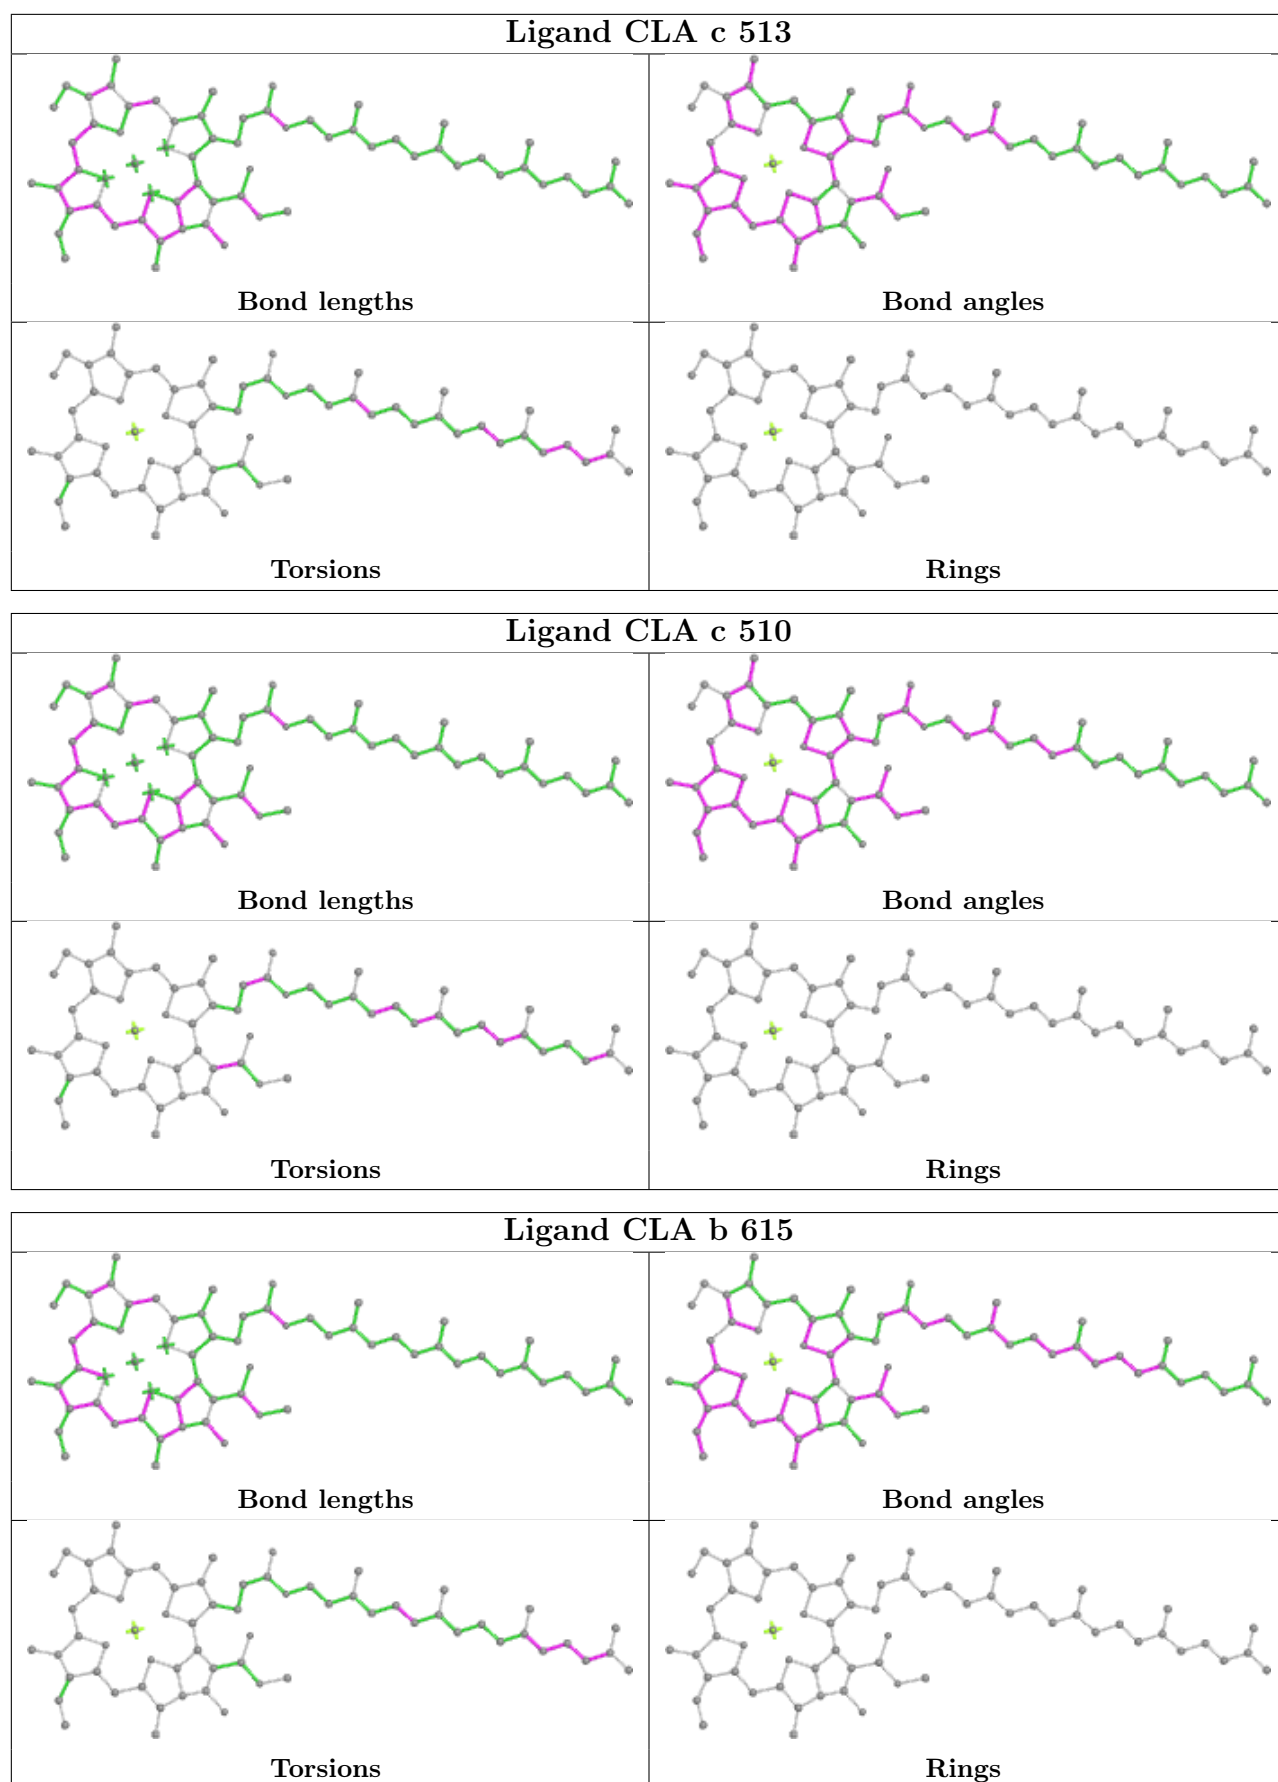 Ligand CLA c 513
Bond lengths
Bond angles
Torsions
Rings
Ligand CLA c 510
Bond lengths
Bond angles
Torsions
Rings
Ligand CLA b 615
Bond lengths
Bond angles
Torsions
Rings